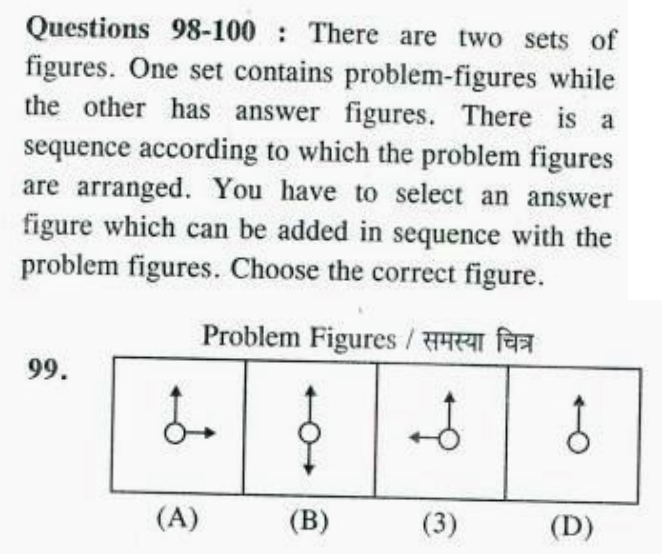 Questions 98-100 : There are two sets of
figures. One set contains problem-figures while
the other has answer figures. There is a
sequence according to which the problem figures
are arranged. You have to select an answer
figure which can be added in sequence with the
problem figures. Choose the correct figure.
Problem Figures / समस्या चित्र
99.
(A) (B) (3) (D)